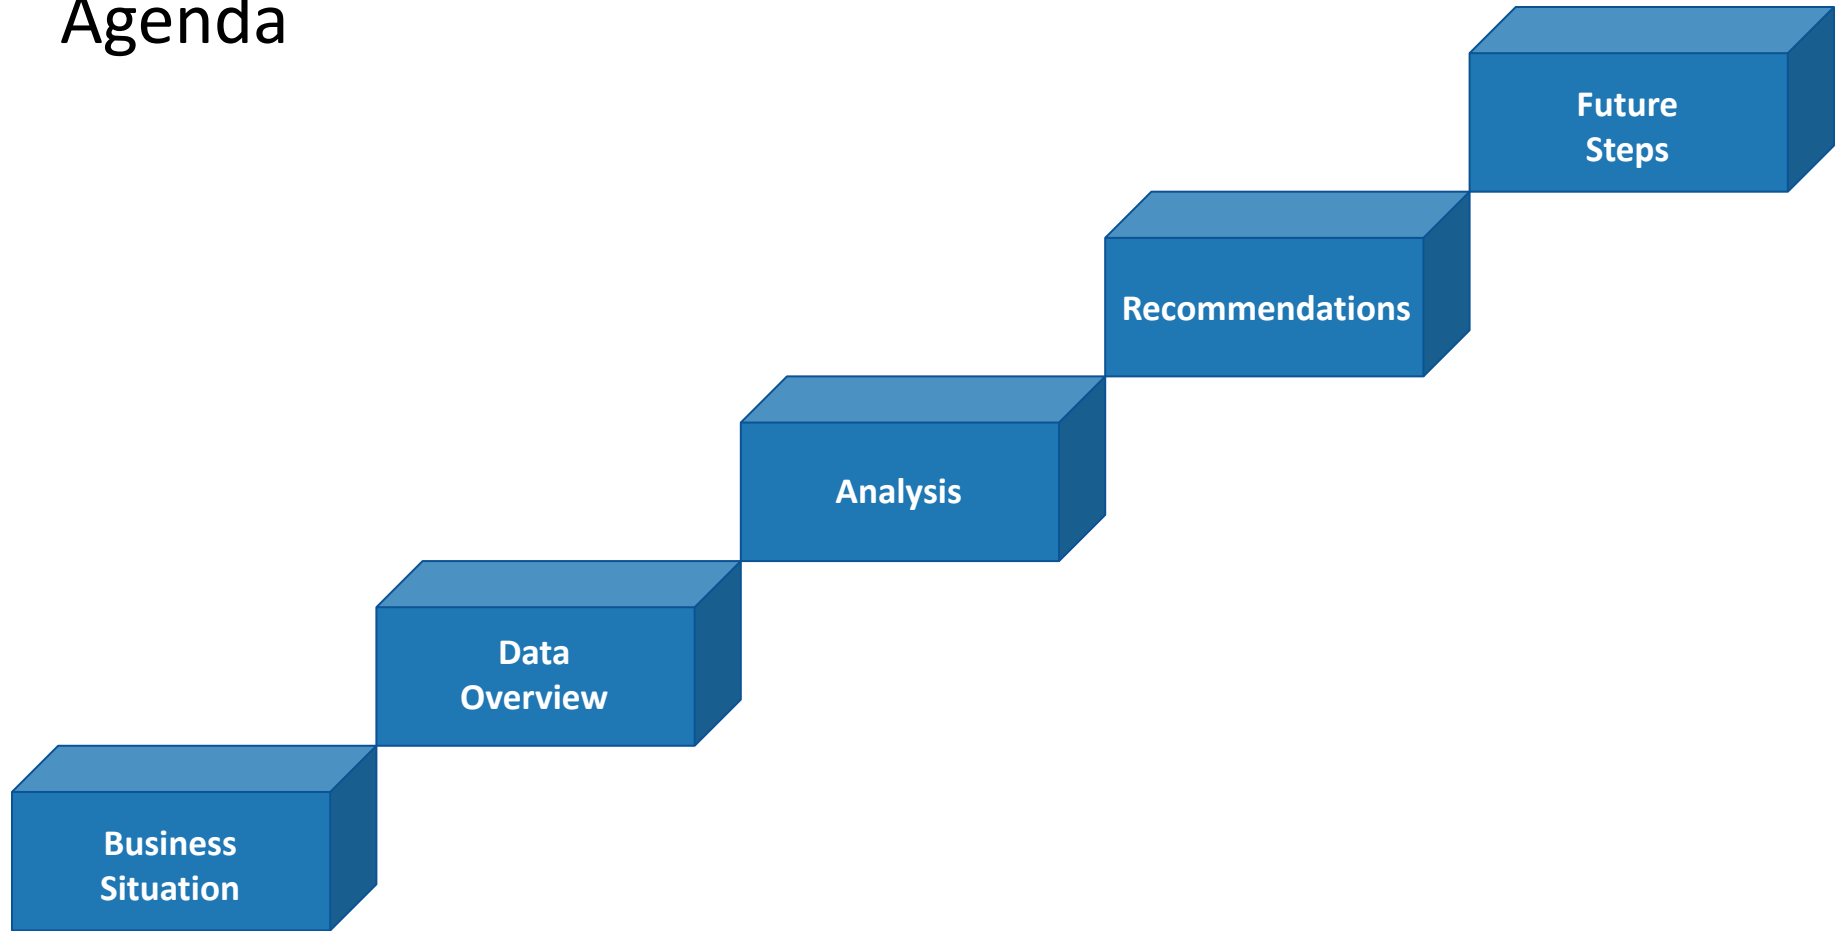 Agenda
Future
Steps
Recommendations
Analysis
Data
Overview
Business
Situation